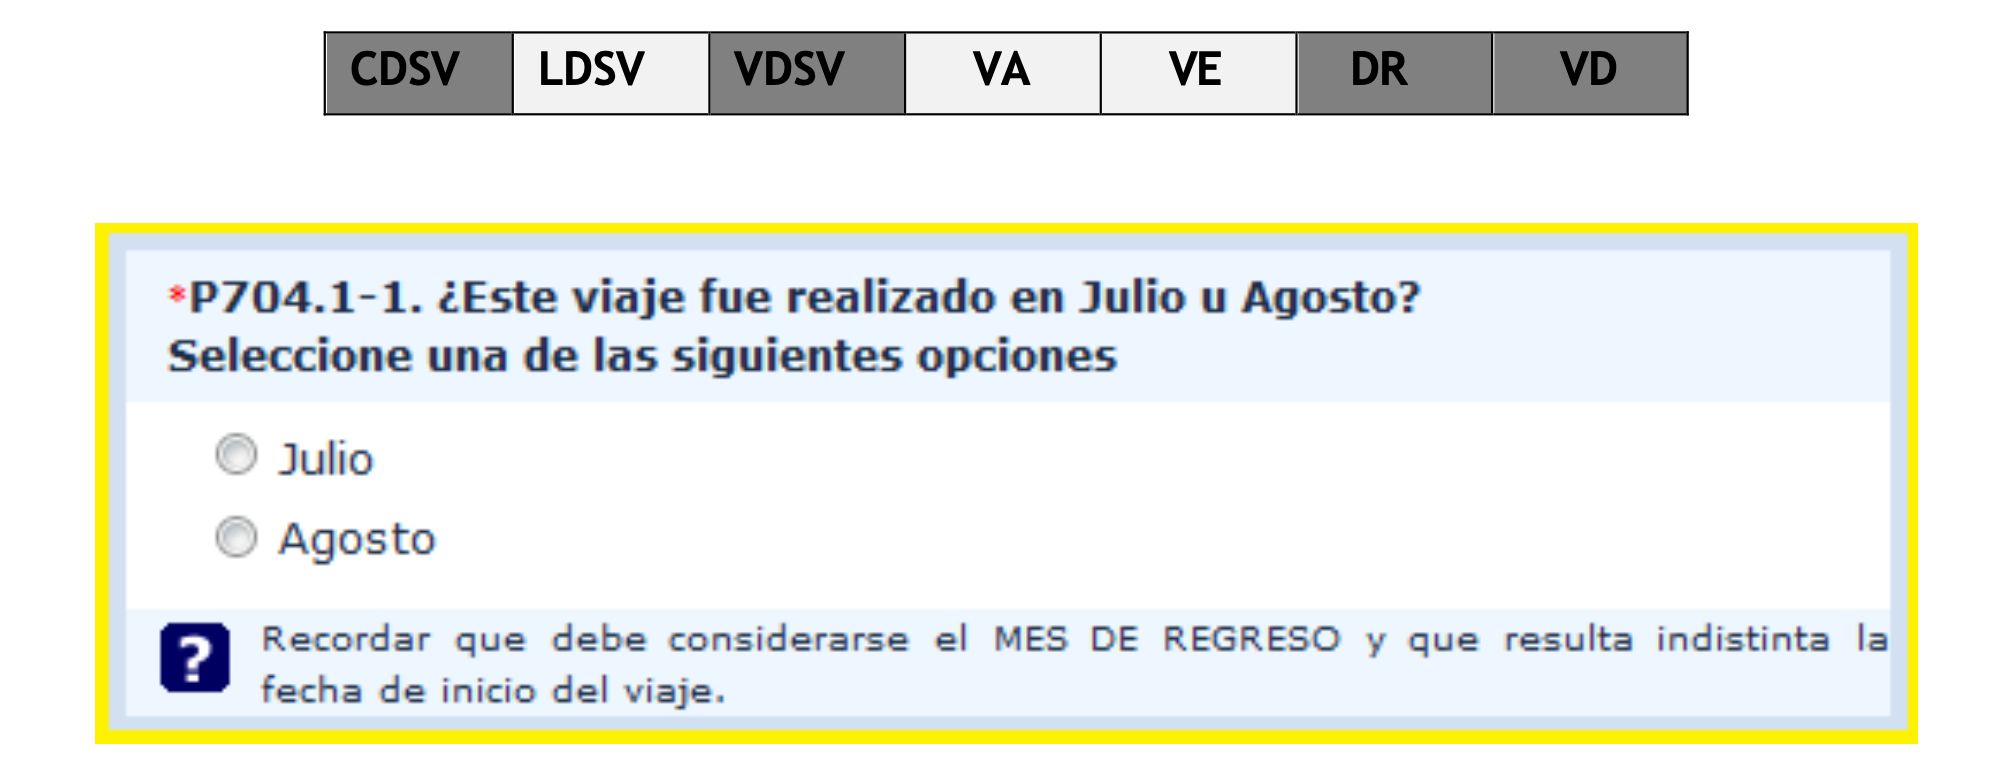 CDSV LDSV VDSV VA VE DR VD
*P704.1-1. ¿Este viaje fue realizado en Julio u Agosto?
Seleccione una de las siguientes opciones
Julio
Agosto
? Recordar que debe considerarse el MES DE REGRESO y que resulta indistinta la
fecha de inicio del viaje.